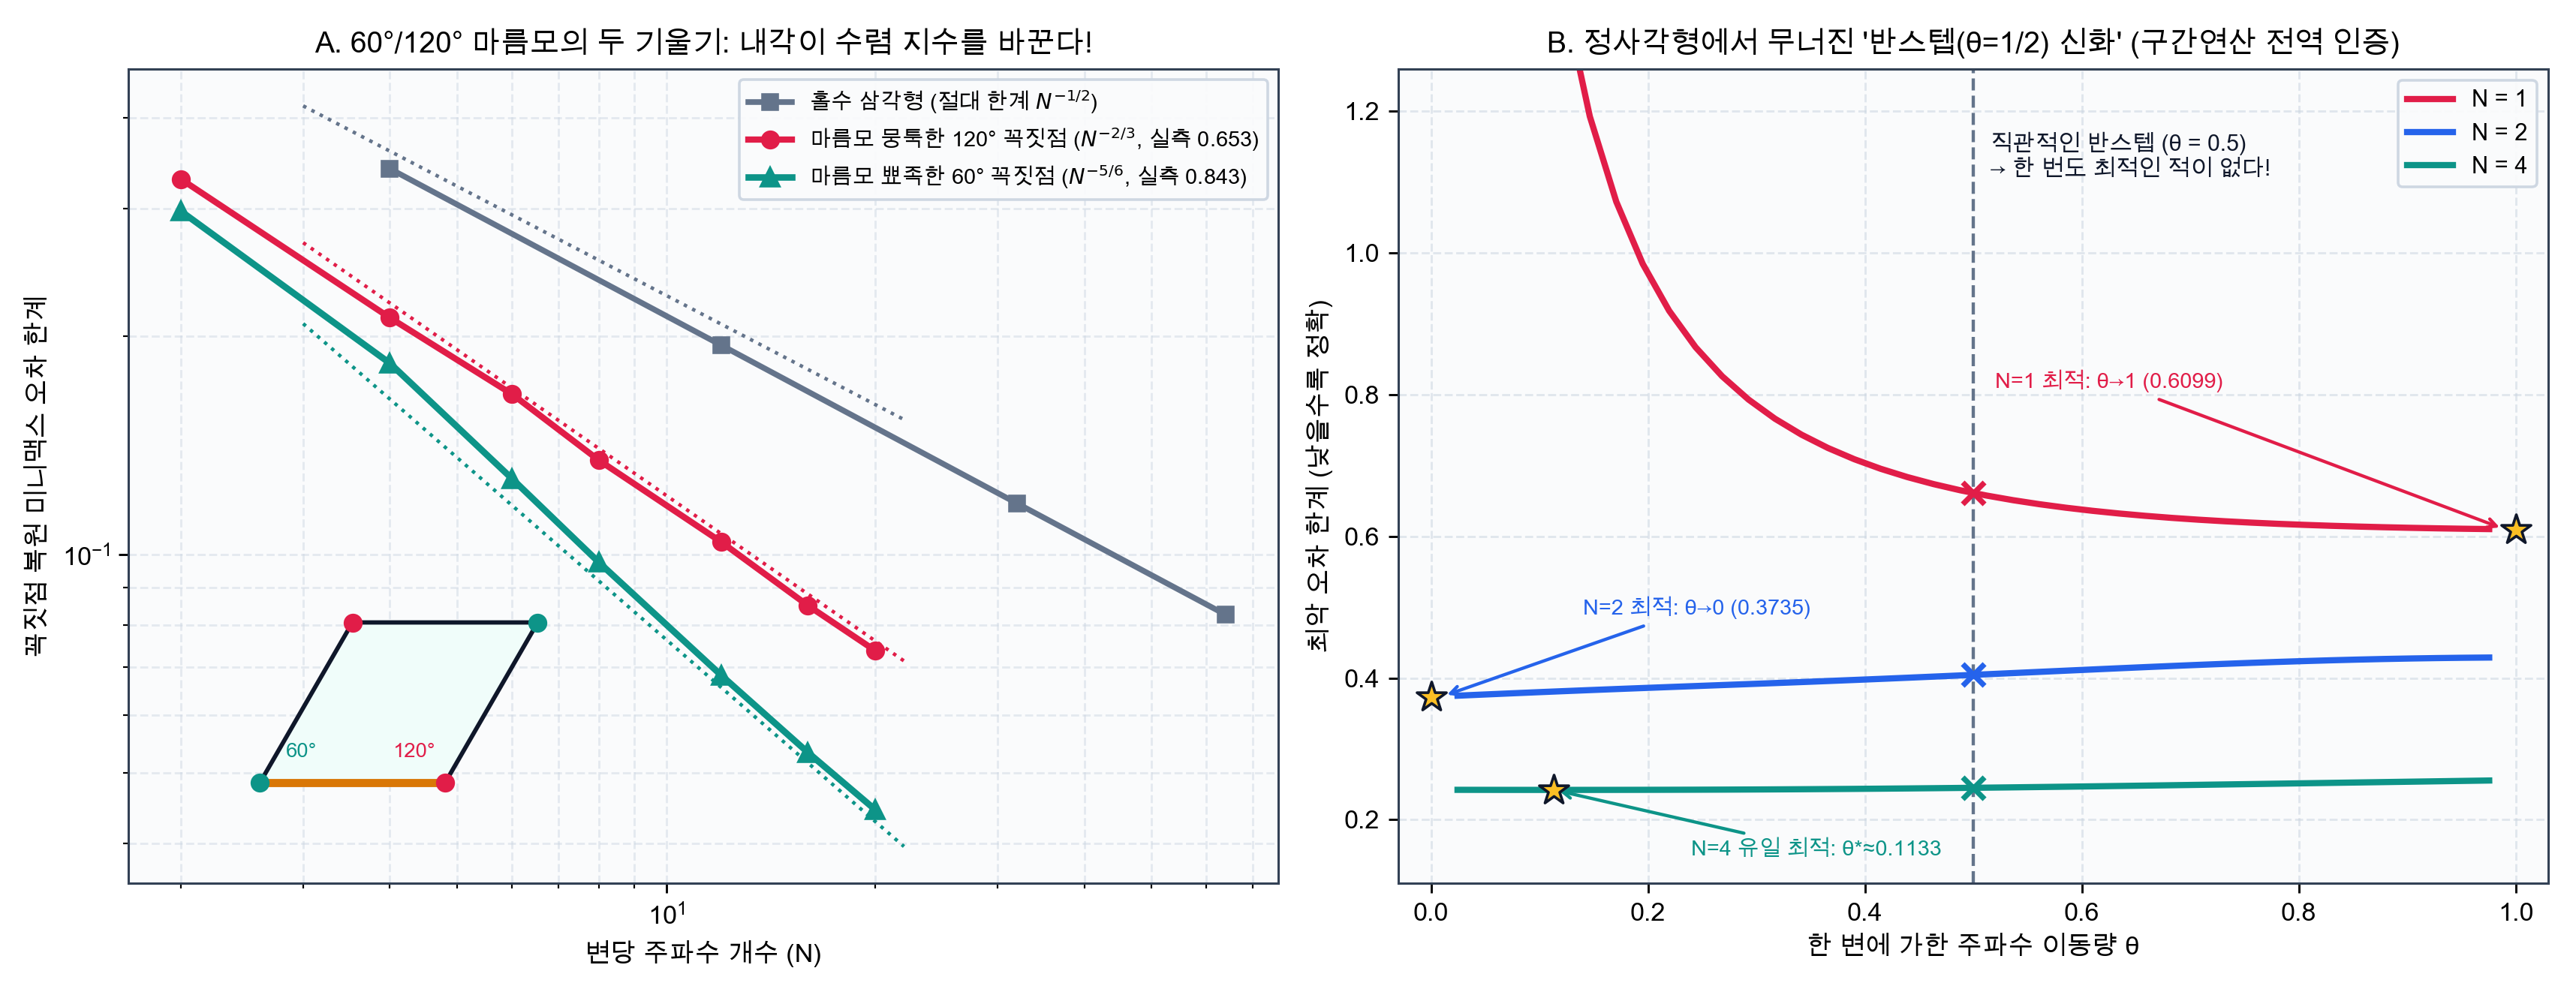 A. 60°/120° 마름모의 두 기울기: 내각이 수렴 지수를 바꾼다!
꼭짓점 복원 미니맥스 오차 한계
10⁻¹
홀수 삼각형 (절대 한계 N^{-1/2})
마름모 뭉툭한 120° 꼭짓점 (N^{-2/3}, 실측 0.653)
마름모 뾰족한 60° 꼭짓점 (N^{-5/6}, 실측 0.843)
60°
120°
10¹
변당 주파수 개수 (N)
B. 정사각형에서 무너진 '반스텝(θ=1/2) 신화' (구간연산 전역 인증)
최악 오차 한계 (낮을수록 정확)
1.2
1.0
0.8
0.6
0.4
0.2
N = 1
N = 2
N = 4
직관적인 반스텝 (θ = 0.5)
→ 한 번도 최적인 적이 없다!
N=1 최적: θ→1 (0.6099)
N=2 최적: θ→0 (0.3735)
N=4 유일 최적: θ*≈0.1133
0.0
0.2
0.4
0.6
0.8
1.0
한 변에 가한 주파수 이동량 θ